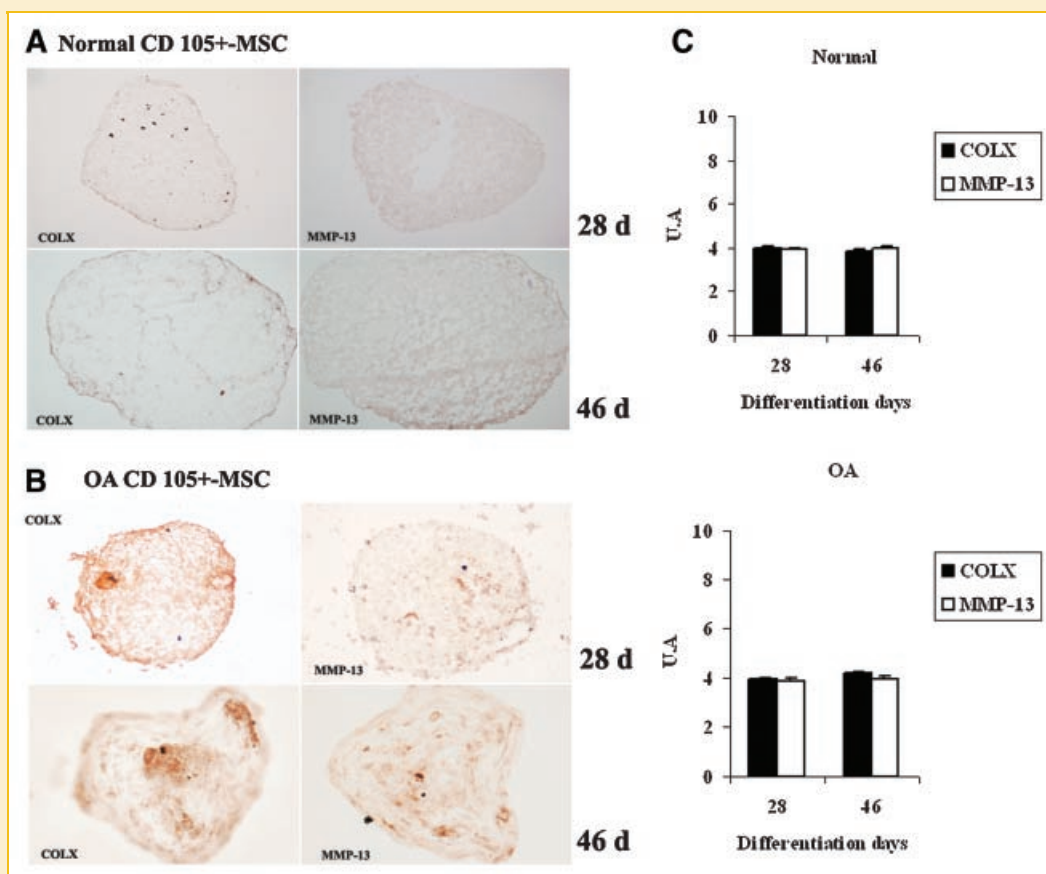 A Normal CD 105+-MSC
COLX
MMP-13
28 d
COLX
MMP-13
46 d
B OA CD 105+-MSC
COLX
MMP-13
28 d
COLX
MMP-13
46 d
C
Normal
10
8
6
4
2
0
U.A
28 46
Differentiation days
COLX
MMP-13
OA
10
8
6
4
2
0
U.A
28 46
Differentiation days
COLX
MMP-13